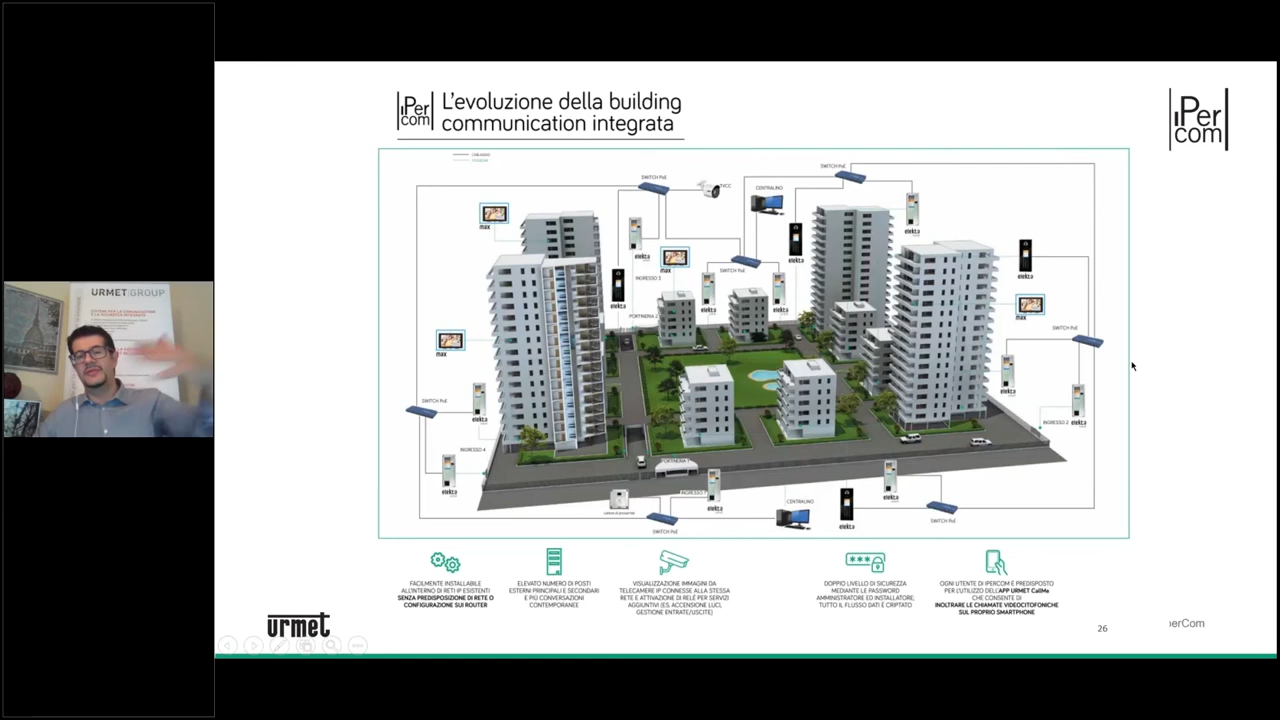 iPer com
L'evoluzione della building
communication integrata
iPer com
SWITCH PoE
TVCC
CENTRALINO
SWITCH PoE
max
elekta
elekta
INGRESSO 3
max
elekta
PORTINERIA 2
SWITCH PoE
elekta
elekta
elekta
elekta
max
SWITCH PoE
max
elekta
elekta
INGRESSO 2
SWITCH PoE
elekta
INGRESSO 4
elekta
PORTINERIA
INGRESSO 1
elekta
SWITCH PoE
CENTRALINO
elekta
elekta
SWITCH PoE
FACILMENTE INSTALLABILE
ALL'INTERNO DI RETI IP ESISTENTI
SENZA PREDISPOSIZIONE DI RETE O
CONFIGURAZIONE SUI ROUTER
ELEVATO NUMERO DI POSTI
ESTERNI PRINCIPALI E SECONDARI
E PIÙ CONVERSAZIONI
CONTEMPORANEE
VISUALIZZAZIONE IMMAGINI DA
TELECAMERE IP CONNESSE ALLA STESSA
RETE E ATTIVAZIONE DI RELÈ PER SERVIZI
AGGIUNTIVI (ES. ACCENSIONE LUCI,
GESTIONE ENTRATE/USCITE)
***
DOPPIO LIVELLO DI SICUREZZA
MEDIANTE LE PASSWORD
AMMINISTRATORE ED INSTALLATORE;
TUTTO IL FLUSSO DATI È CRIPTATO
OGNI UTENTE DI IPERCOM È PREDISPOSTO
PER L'UTILIZZO DELL'APP URMET CallMe
CHE CONSENTE DI
INOLTRARE LE CHIAMATE VIDEOCITOFONICHE
SUL PROPRIO SMARTPHONE
urmet
26
perCom
URMET GROUP